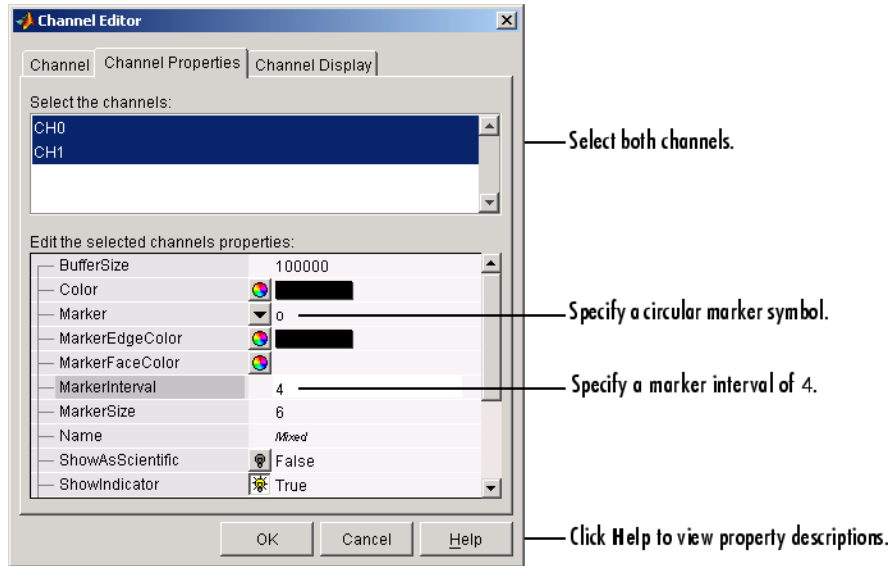 Channel Editor
Channel Channel Properties Channel Display
Select the channels:
CH0
CH1
Select both channels.
Edit the selected channels properties:
BufferSize 100000
Color
Marker o Specify a circular marker symbol.
MarkerEdgeColor
MarkerFaceColor
MarkerInterval 4 Specify a marker interval of 4.
MarkerSize 6
Name Mixed
ShowAsScientific False
ShowIndicator True
OK Cancel Help Click Help to view property descriptions.